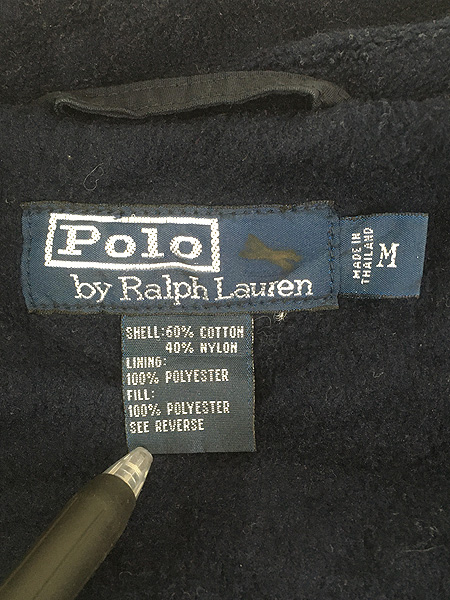 Polo
by Ralph Lauren
MADE IN
THAILAND
M
SHELL:60% COTTON
40% NYLON
LINING:
100% POLYESTER
FILL:
100% POLYESTER
SEE REVERSE